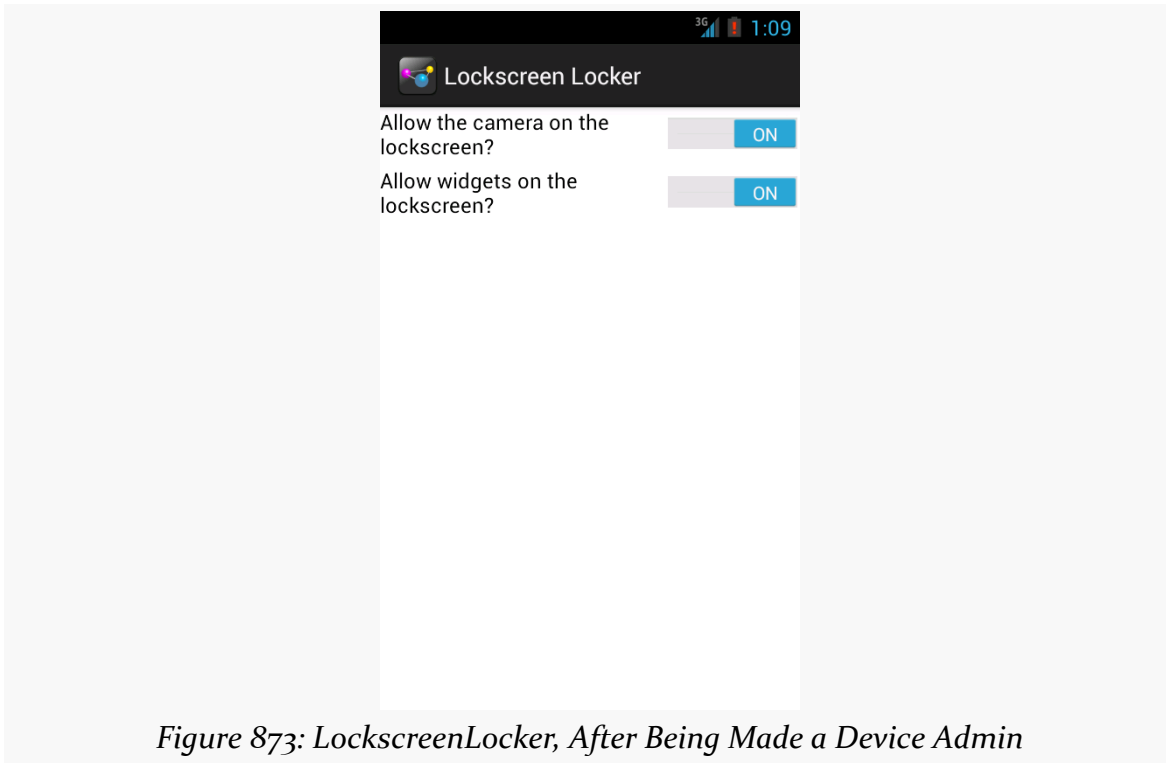 3G 1:09
Lockscreen Locker
Allow the camera on the
lockscreen?
ON
Allow widgets on the
lockscreen?
ON
Figure 873: LockscreenLocker, After Being Made a Device Admin